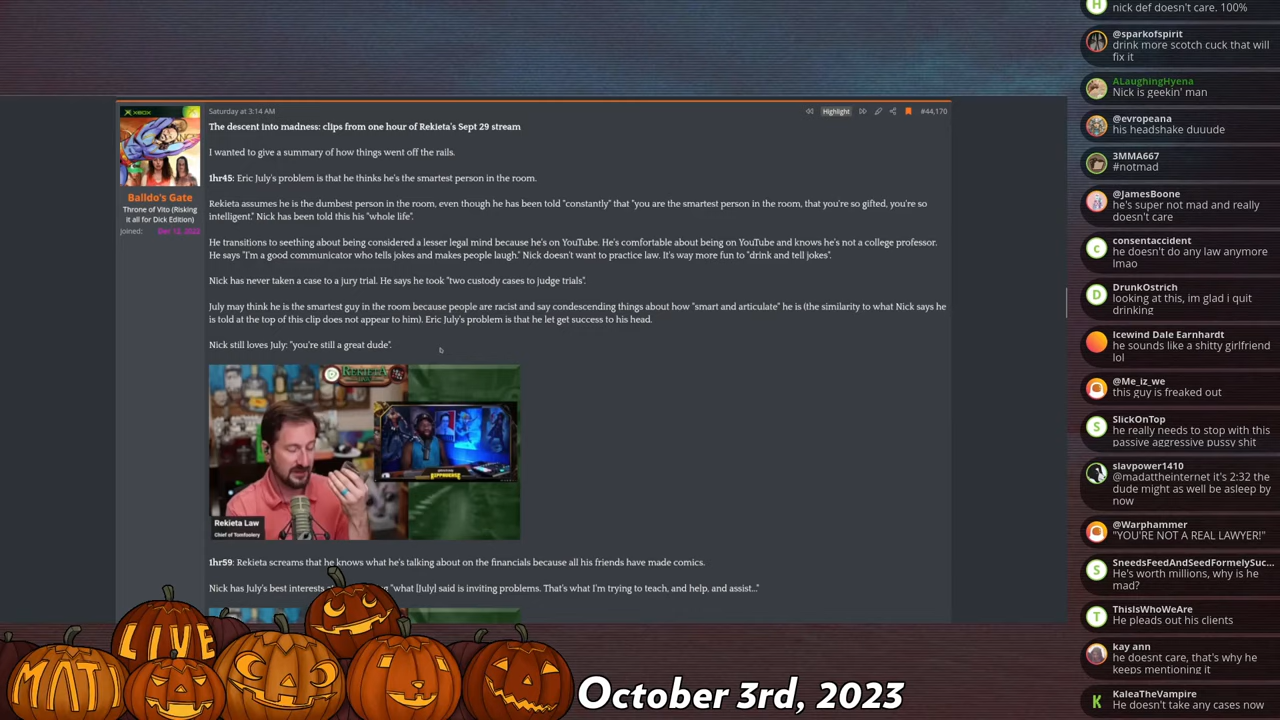 nick def doesn't care. 100%
@sparkofspirit
drink more scotch cuck that will
fix it
ALaughingHyena
Nick is geekin' man
@evropeana
his headshake duuude
3MMA667
#notmad
@JamesBoone
he's super not mad and really
doesn't care
consentaccident
he doesn't do any law anymore
lmao
DrunkOstrich
looking at this, im glad i quit
drinking
Icewind Dale Earnhardt
he sounds like a shitty girlfriend
lol
@Me_iz_we
this guy is freaked out
SlickOnTop
he really needs to stop with this
passive aggressive pussy shit
slavpower1410
@madattheinternet it's 2:22 the
dude might as well be asleep by
now
@Warphammer
"YOU'RE NOT A REAL LAWYER!"
SneedsFeedAndSeedFormerlySuc...
He's worth millions, why is he
mad?
ThisIsWhoWeAre
He pleads out his clients
kay ann
he doesnt care, that's why he
keeps mentioning it
KaleaTheVampire
He doesn't take any cases now
XBOX
Balldo's Gate
Throne of Vito (Risking
it all for Dick Edition)
Joined: Dec 12, 2022
Saturday at 3:14 AM
Highlight
#44,170
The descent into madness: clips from one hour of Rekieta's Sept 29 stream
I wanted to give a summary of how things went off the rails.
1hr45: Eric July's problem is that he thinks he's the smartest person in the room.
Rekieta assumes he is the dumbest person in the room, even though he has been told "constantly" that "you are the smartest person in the room, that you're so gifted, you're so
intelligent." Nick has been told this his "whole life".
He transitions to seething about being considered a lesser legal mind because he's on YouTube. He's comfortable about being on YouTube and knows he's not a college professor.
He says "I'm a good communicator who tells jokes and makes people laugh." Nick doesn't want to practice law. It's way more fun to "drink and tell jokes".
Nick has never taken a case to a jury trial. He says he took "two custody cases to judge trials".
July may think he is the smartest guy in the room because people are racist and say condescending things about how "smart and articulate" he is (the similarity to what Nick says he
is told at the top of this clip does not appear to him). Eric July's problem is that he let get success to his head.
Nick still loves July: "you're still a great dude".
REKIETA
Rekieta Law
Chief of Tomfoolery
1hr59: Rekieta screams that he knows what he's talking about on the financials because all his friends have made comics.
Nick has July's best interests "what [July] said is inviting problems. That's what I'm trying to teach, and help, and assist..."
LIVE
MATI
October 3rd, 2023